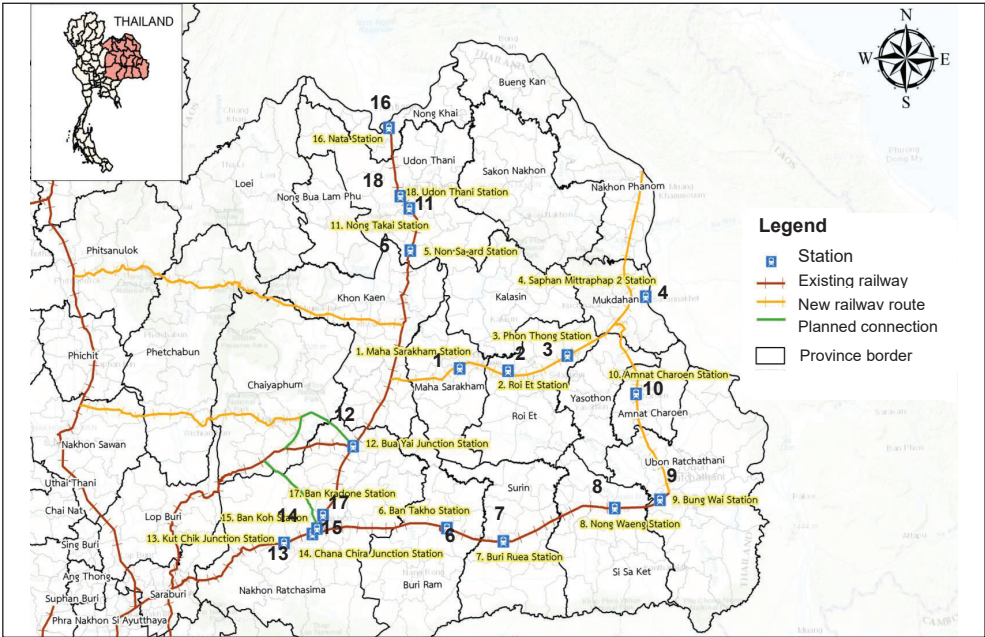 THAILAND
N
W E
S
Bueng Kan
16
Nong Khai
16. Nata Station
Udon Thani
Loei
Sakon Nakhon
Nakhon Phanom
18
Nong Bua Lam Phu
18. Udon Thani Station
11
11. Nong Takai Station
5
5. Non-Sa-ard Station
Phitsanulok
Legend
Station
Existing railway
New railway route
Planned connection
Province border
4. Saphan Mittraphap 2 Station
4
Khon Kaen
Kalasin
Mukdahan
3. Phon Thong Station
3
Phichit
Phetchabun
1. Maha Sarakham Station
1
2
2. Roi Et Station
10. Amnat Charoen Station
10
Chaiyaphum
Maha Sarakham
Yasothon
Amnat Charoen
Roi Et
12
12. Bua Yai Junction Station
Nakhon Sawan
Ubon Ratchathani
Uthai Thani
Surin
9
17. Ban Kradone Station
17
9. Bung Wai Station
8
Chai Nat
Lop Buri
14
15. Ban Koh Station
15
6. Ban Takho Station
6
7
8. Nong Waeng Station
13. Kut Chik Junction Station
13
14. Chana Chira Junction Station
7. Buri Ruea Station
Sing Buri
Ang Thong
Saraburi
Nakhon Ratchasima
Buri Ram
Si Sa Ket
Suphan Buri
Phra Nakhon Si Ayutthaya